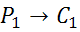 P₁ → C₁